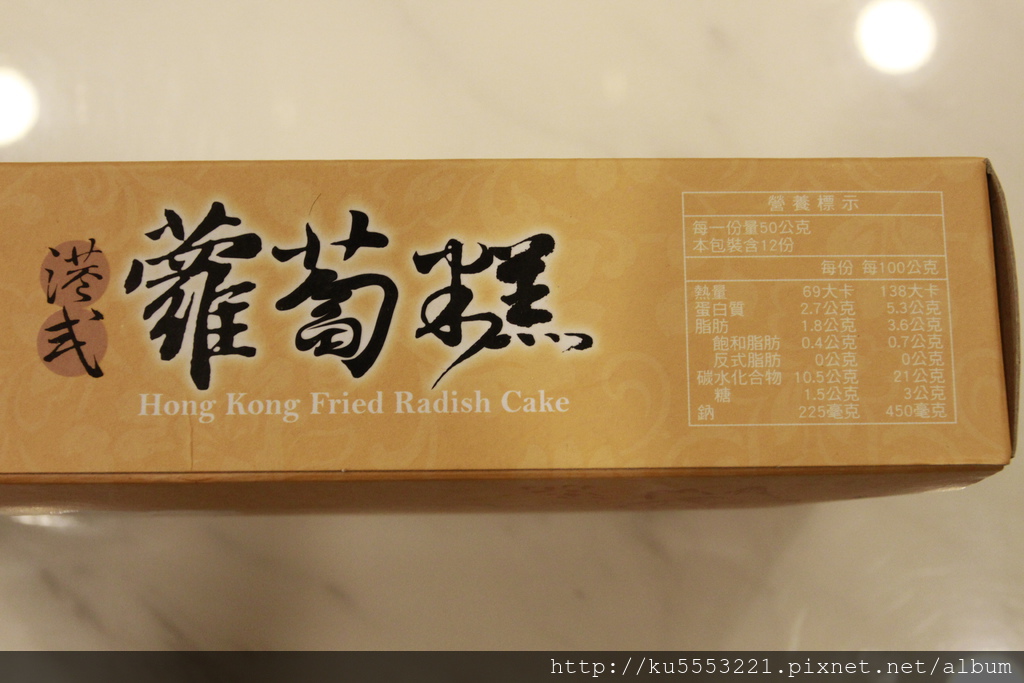 港式
蘿蔔糕
Hong Kong Fried Radish Cake
營養標示
每一份量50公克
本包裝含12份
每份 每100公克
熱量 69大卡 138大卡
蛋白質 2.7公克 5.3公克
脂肪 1.8公克 3.6公克
飽和脂肪 0.4公克 0.7公克
反式脂肪 0公克 0公克
碳水化合物 10.5公克 21公克
糖 1.5公克 3公克
鈉 225毫克 450毫克
http://ku5553221.pixnet.net/album